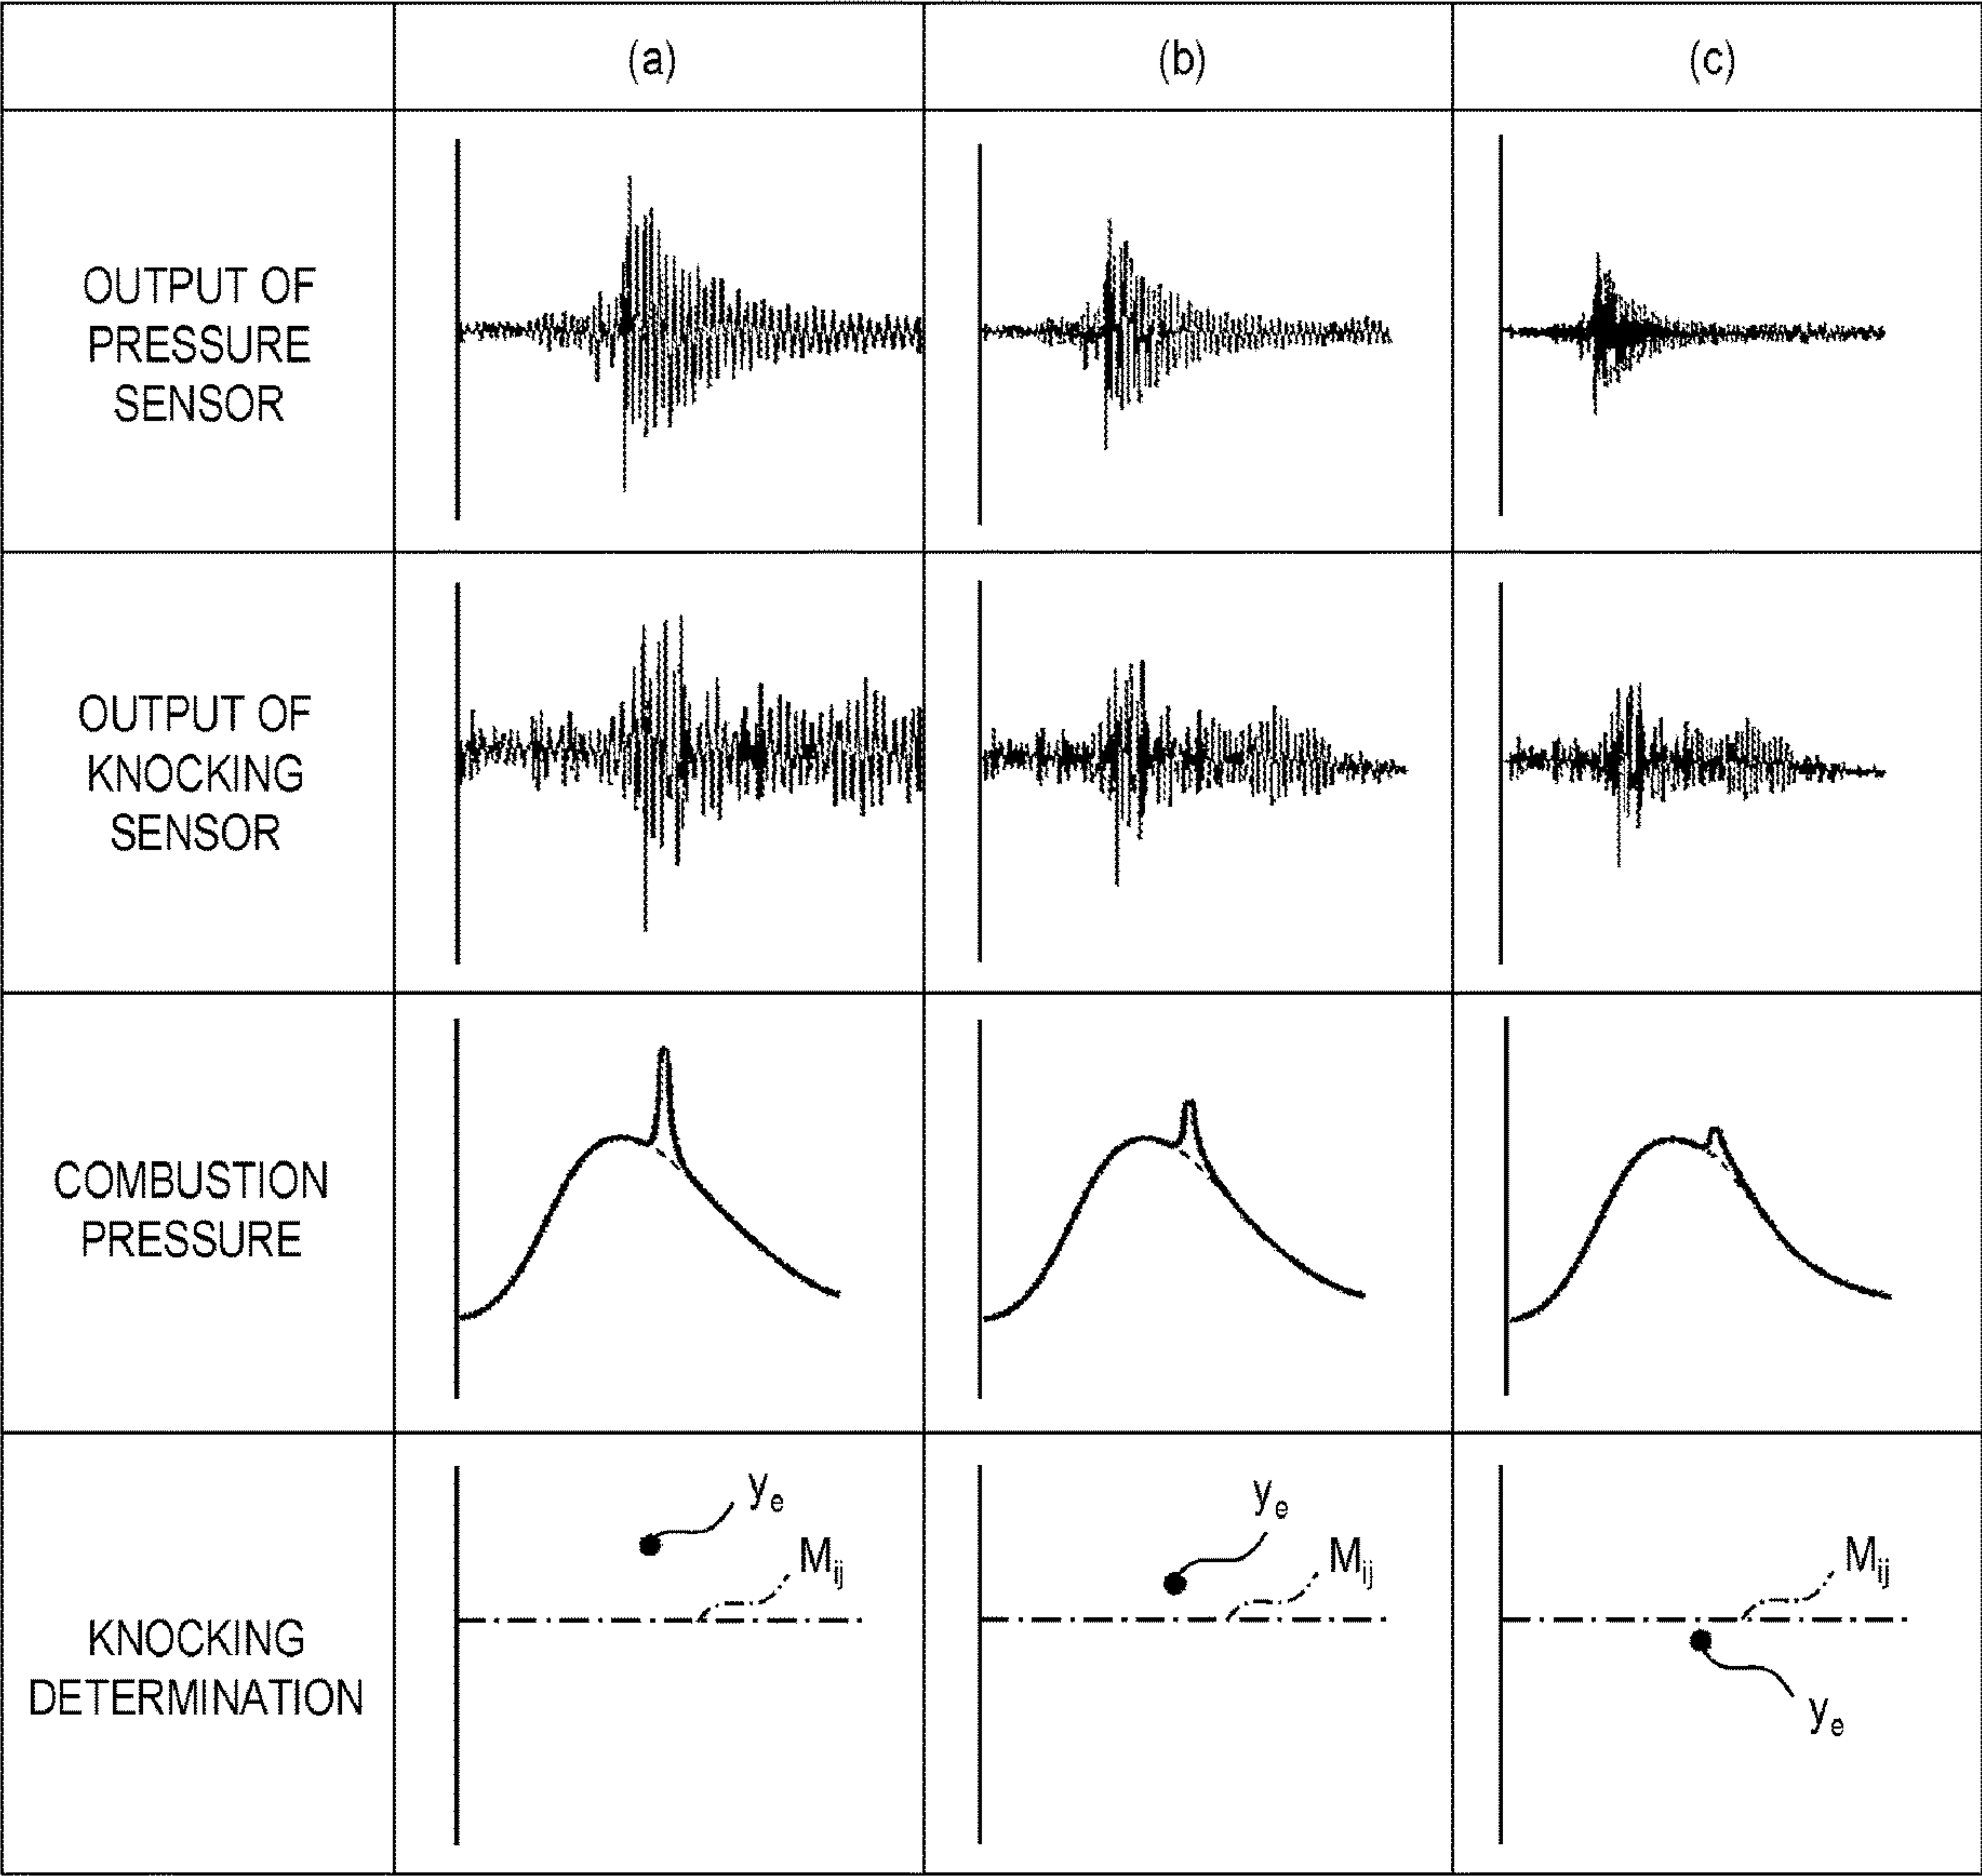 (a) (b) (c)
OUTPUT OF
PRESSURE
SENSOR
OUTPUT OF
KNOCKING
SENSOR
COMBUSTION
PRESSURE
KNOCKING
DETERMINATION
yₑ
Mᵢⱼ
yₑ
Mᵢⱼ
Mᵢⱼ
yₑ